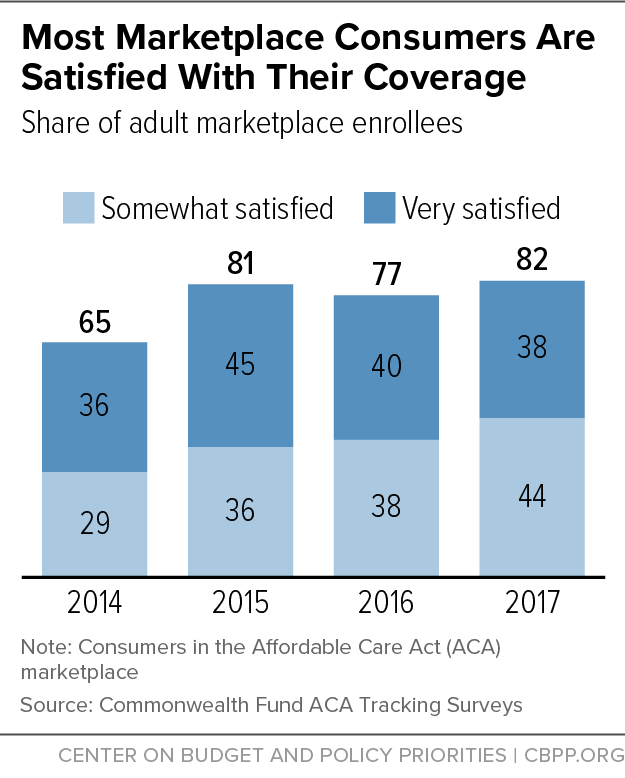 Most Marketplace Consumers Are
Satisfied With Their Coverage
Share of adult marketplace enrollees
Somewhat satisfied Very satisfied
65 81 77 82
36 45 40 38
29 36 38 44
2014 2015 2016 2017
Note: Consumers in the Affordable Care Act (ACA)
marketplace
Source: Commonwealth Fund ACA Tracking Surveys
CENTER ON BUDGET AND POLICY PRIORITIES | CBPP.ORG